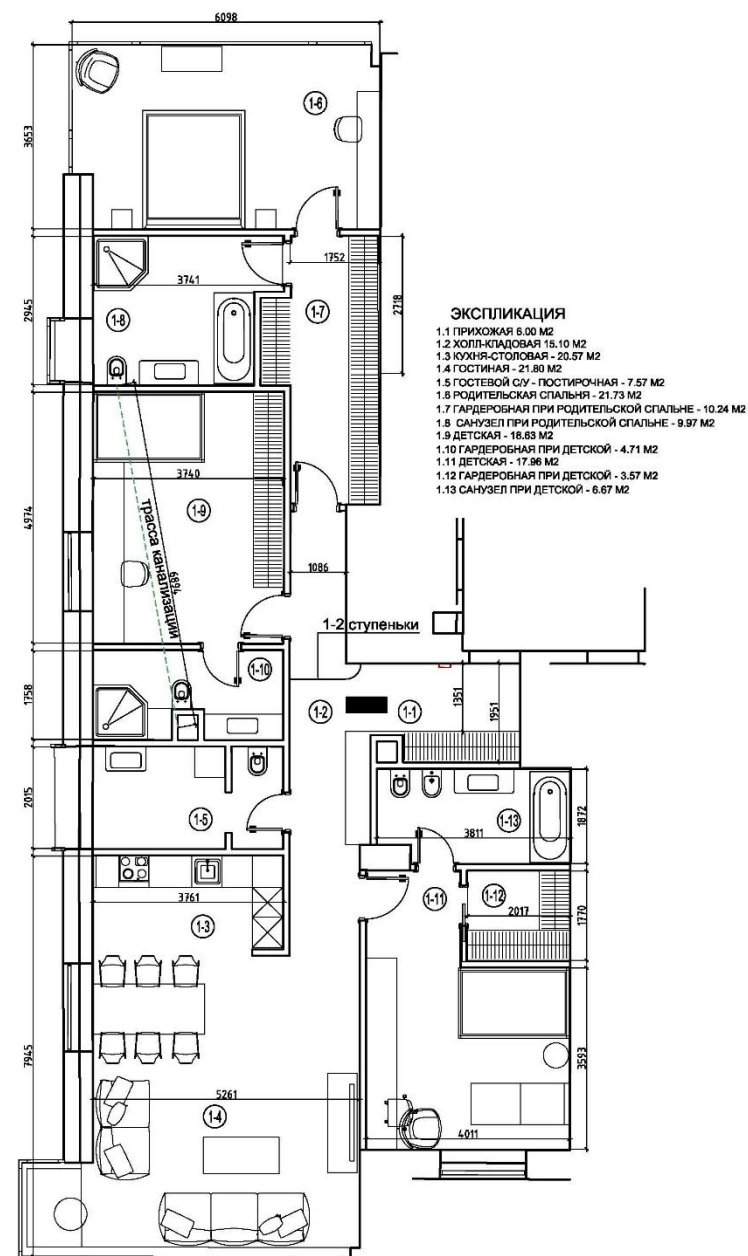 6098
3653
1-6
1752
2945
3741
2718
1-7
1-8
ЭКСПЛИКАЦИЯ
1.1 ПРИХОЖАЯ 6.00 М2
1.2 ХОЛЛ-КЛАДОВАЯ 15.10 М2
1.3 КУХНЯ-СТОЛОВАЯ - 20.57 М2
1.4 ГОСТИНАЯ - 21.80 М2
1.5 ГОСТЕВОЙ С/У - ПОСТИРОЧНАЯ - 7.57 М2
1.6 РОДИТЕЛЬСКАЯ СПАЛЬНЯ - 21.73 М2
1.7 ГАРДЕРОБНАЯ ПРИ РОДИТЕЛЬСКОЙ СПАЛЬНЕ - 10.24 М2
1.8 САНУЗЕЛ ПРИ РОДИТЕЛЬСКОЙ СПАЛЬНЕ - 9.97 М2
1.9 ДЕТСКАЯ - 18.63 М2
1.10 ГАРДЕРОБНАЯ ПРИ ДЕТСКОЙ - 4.71 М2
1.11 ДЕТСКАЯ - 17.96 М2
1.12 ГАРДЕРОБНАЯ ПРИ ДЕТСКОЙ - 3.57 М2
1.13 САНУЗЕЛ ПРИ ДЕТСКОЙ - 6.67 М2
4974
3740
1-9
трасса канализации
1086
1-2 ступеньки
1758
1-10
1-2
1-1
1351
1951
2015
1-5
1-13
3811
1872
3761
1-3
1-11
1-12
2017
1770
7945
5261
1-4
3593
4011